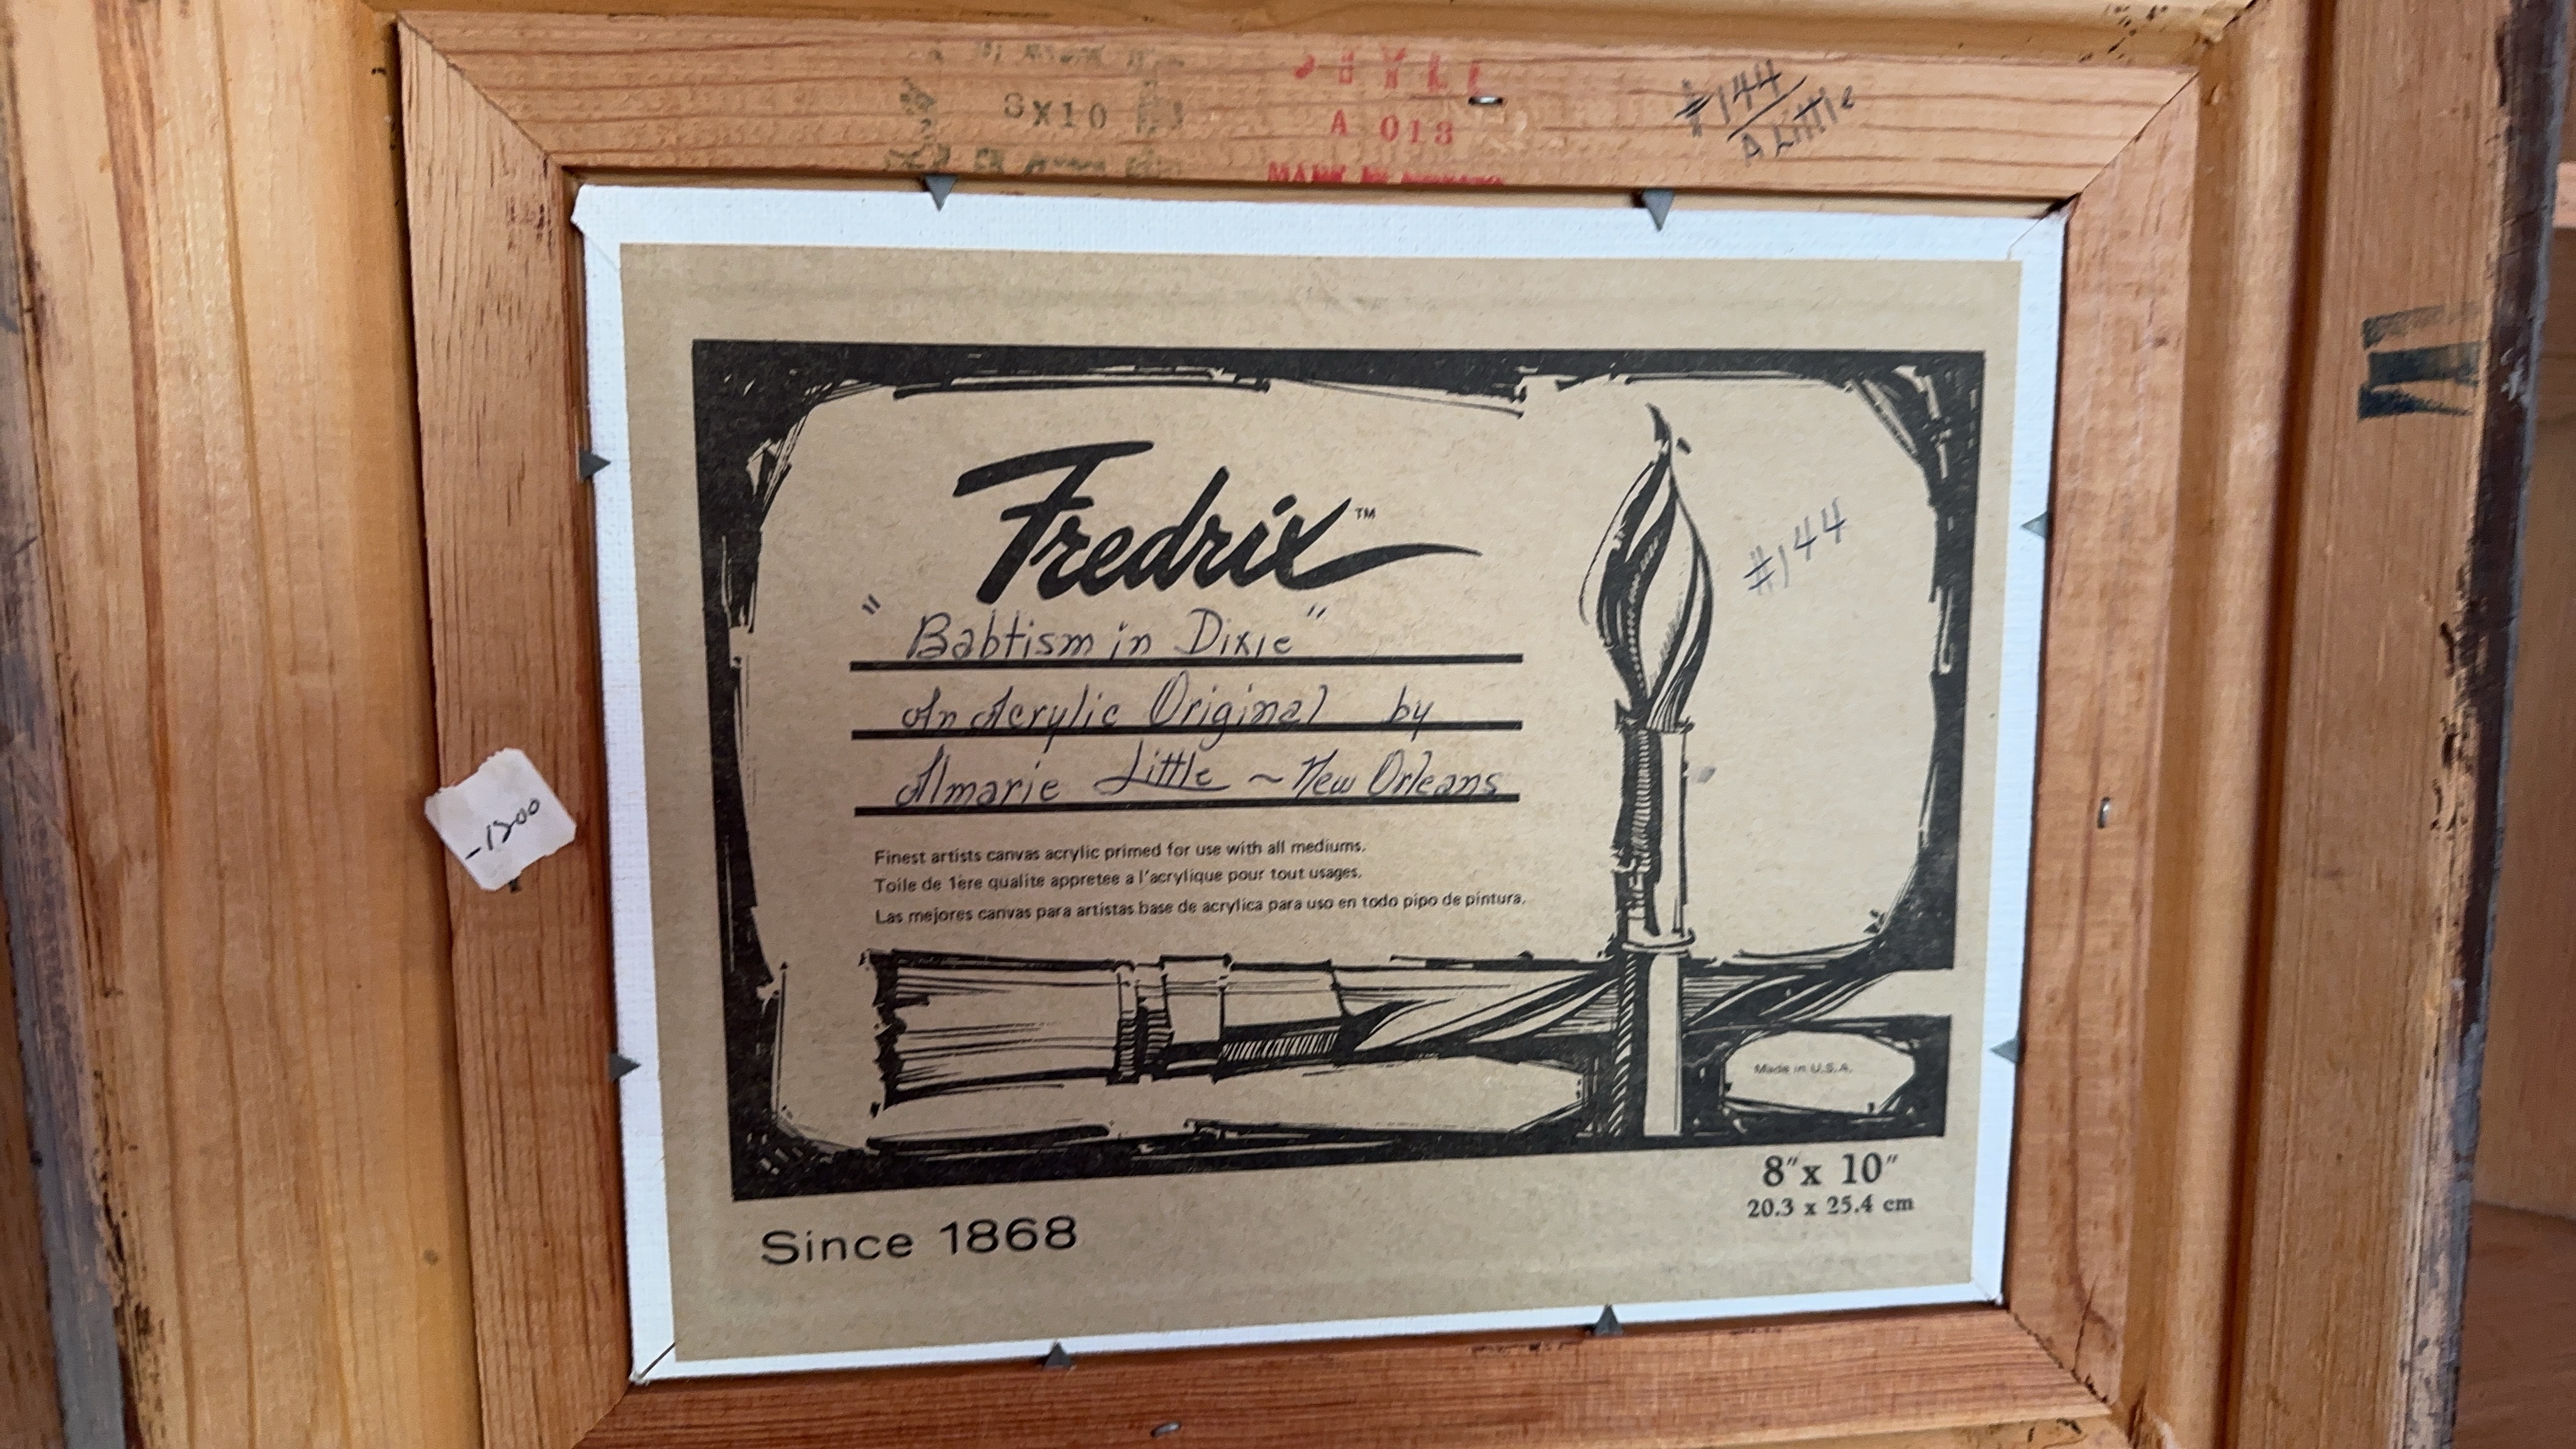 8X10
A 013
#144
A Little
Fredrix™
#144
"Babtism in Dixie"
An Acrylic Original by
Almarie Little ~ New Orleans
Finest artists canvas acrylic primed for use with all mediums.
Toile de 1ère qualite appretee a l'acrylique pour tout usages.
Las mejores canvas para artistas base de acrylica para uso en todo pipo de pintura.
Made in U.S.A.
8"x 10"
20.3 x 25.4 cm
Since 1868